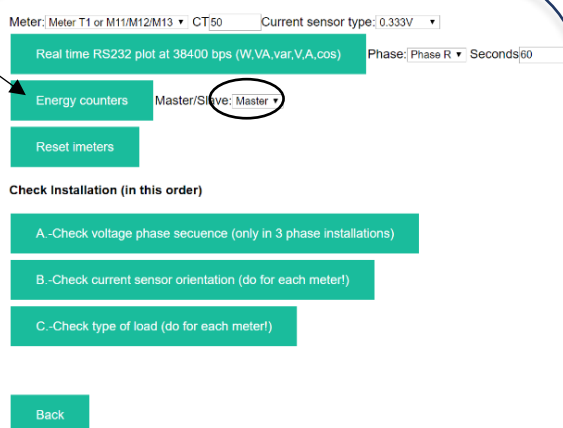 Meter: Meter T1 or M11/M12/M13 CT 50 Current sensor type: 0.333V
Real time RS232 plot at 38400 bps (W,VA,var,V,A,cos) Phase: Phase R Seconds 60
Energy counters Master/Slave: Master
Reset imeters
Check Installation (in this order)
A.-Check voltage phase secuence (only in 3 phase installations)
B.-Check current sensor orientation (do for each meter!)
C.-Check type of load (do for each meter!)
Back